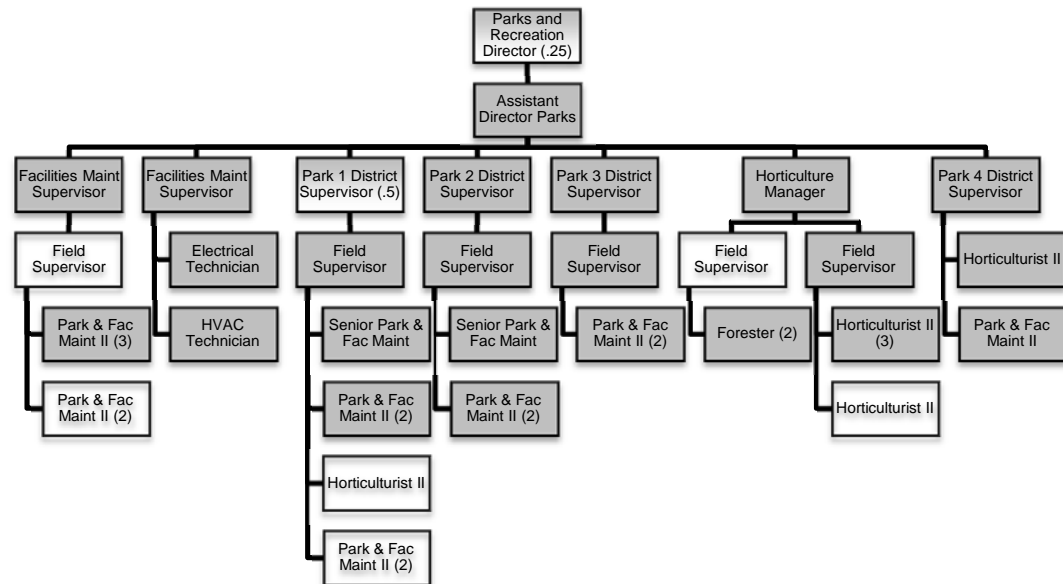 Parks and
Recreation
Director (.25)
Assistant
Director Parks
Facilities Maint
Supervisor
Facilities Maint
Supervisor
Park 1 District
Supervisor (.5)
Park 2 District
Supervisor
Park 3 District
Supervisor
Horticulture
Manager
Park 4 District
Supervisor
Field
Supervisor
Electrical
Technician
Field
Supervisor
Field
Supervisor
Field
Supervisor
Field
Supervisor
Field
Supervisor
Horticulturist II
Park & Fac
Maint II (3)
HVAC
Technician
Senior Park &
Fac Maint
Senior Park &
Fac Maint
Park & Fac
Maint II (2)
Forester (2)
Horticulturist II
(3)
Park & Fac
Maint II
Park & Fac
Maint II (2)
Park & Fac
Maint II (2)
Park & Fac
Maint II (2)
Horticulturist II
Horticulturist II
Park & Fac
Maint II (2)